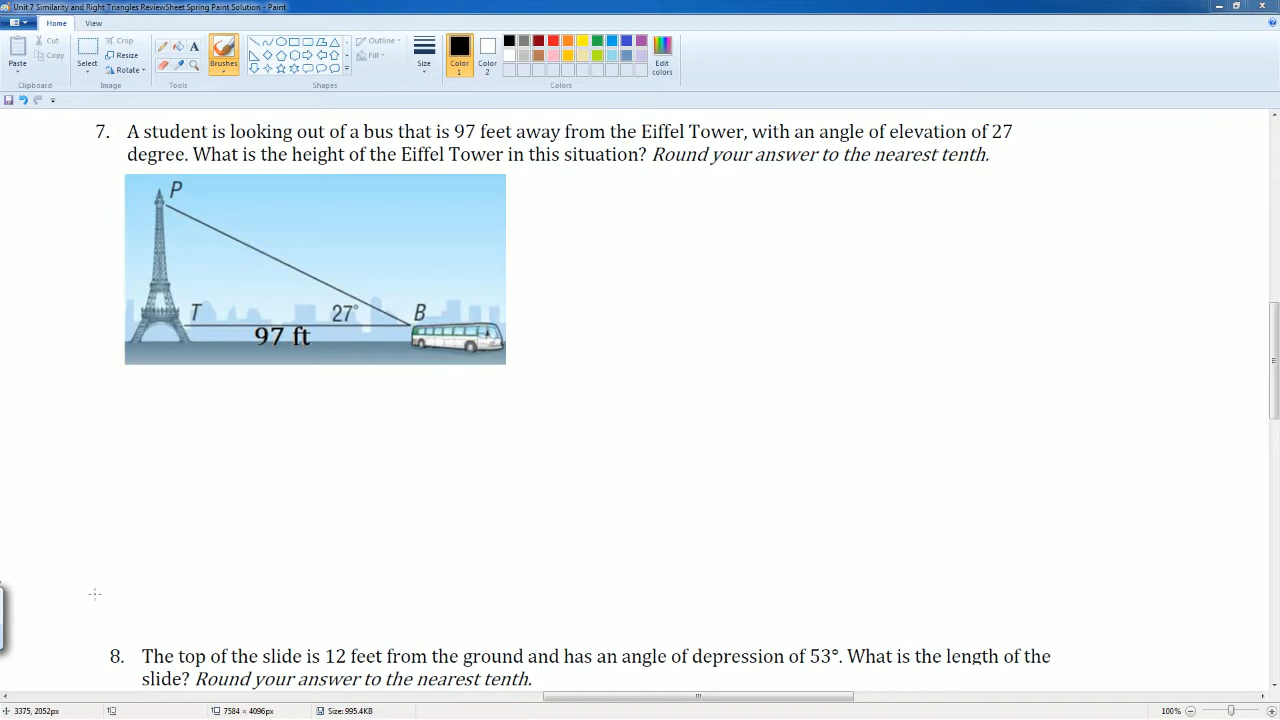 Unit 7 Similarity and Right Triangles ReviewSheet Spring Paint Solution - Paint
Home View
Paste
Cut
Copy
Clipboard
Select
Crop
Resize
Rotate
Image
A
Tools
Brushes
Outline
Fill
Shapes
Size
Color
1
Color
2
Edit
colors
Colors
7. A student is looking out of a bus that is 97 feet away from the Eiffel Tower, with an angle of elevation of 27
degree. What is the height of the Eiffel Tower in this situation? Round your answer to the nearest tenth.
P
T 27° B
97 ft
8. The top of the slide is 12 feet from the ground and has an angle of depression of 53°. What is the length of the
slide? Round your answer to the nearest tenth.
3375, 2052px 7584 × 4096px Size: 995.4KB 100%